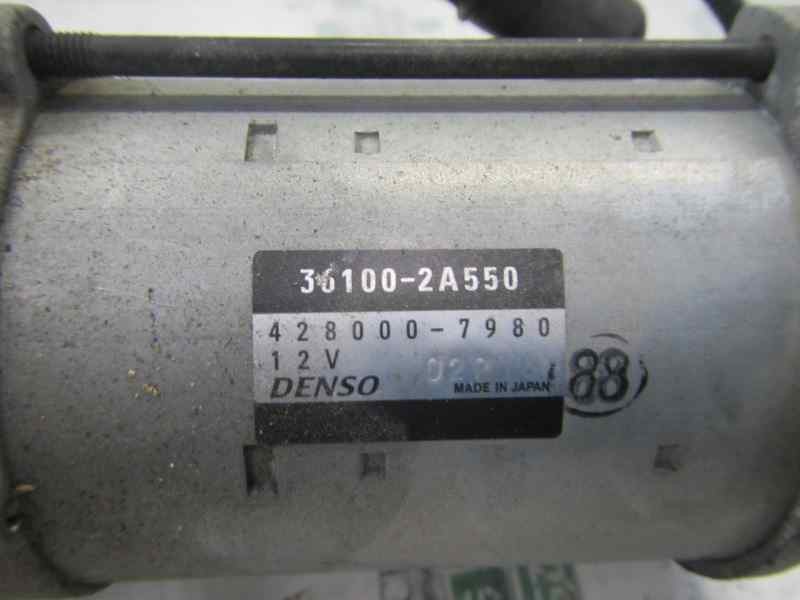 36100-2A550
428000-7980
12V
DENSO MADE IN JAPAN
88